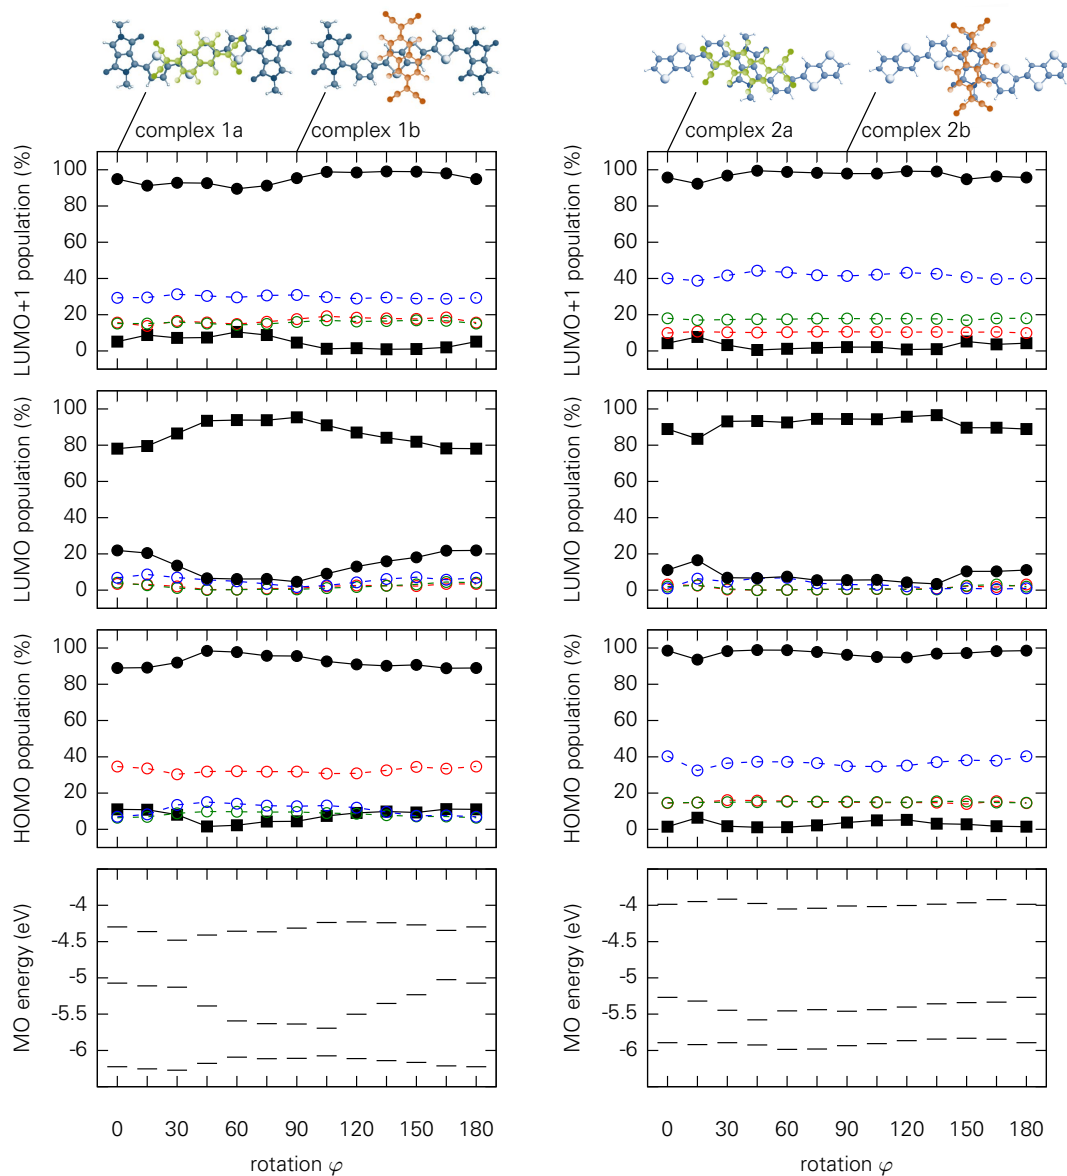 complex 1a
complex 1b
complex 2a
complex 2b
LUMO+1 population (%)
100
80
60
40
20
0
LUMO+1 population (%)
100
80
60
40
20
0
LUMO population (%)
100
80
60
40
20
0
LUMO population (%)
100
80
60
40
20
0
HOMO population (%)
100
80
60
40
20
0
HOMO population (%)
100
80
60
40
20
0
MO energy (eV)
-4
-4.5
-5
-5.5
-6
MO energy (eV)
-4
-4.5
-5
-5.5
-6
0 30 60 90 120 150 180
rotation φ
0 30 60 90 120 150 180
rotation φ